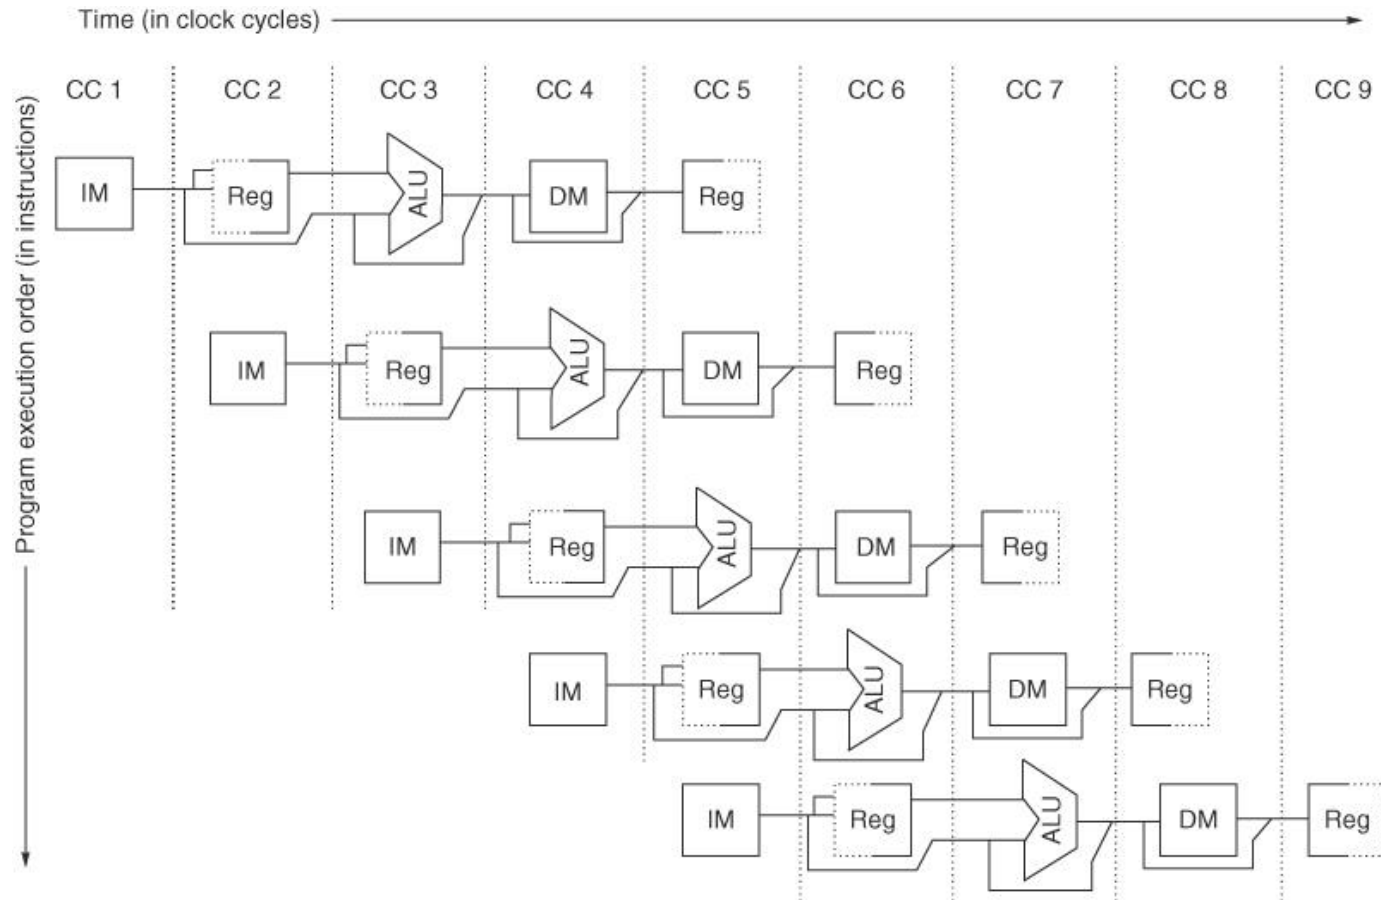 Time (in clock cycles)
CC 1 CC 2 CC 3 CC 4 CC 5 CC 6 CC 7 CC 8 CC 9
Program execution order (in instructions)
IM Reg ALU DM Reg
IM Reg ALU DM Reg
IM Reg ALU DM Reg
IM Reg ALU DM Reg
IM Reg ALU DM Reg